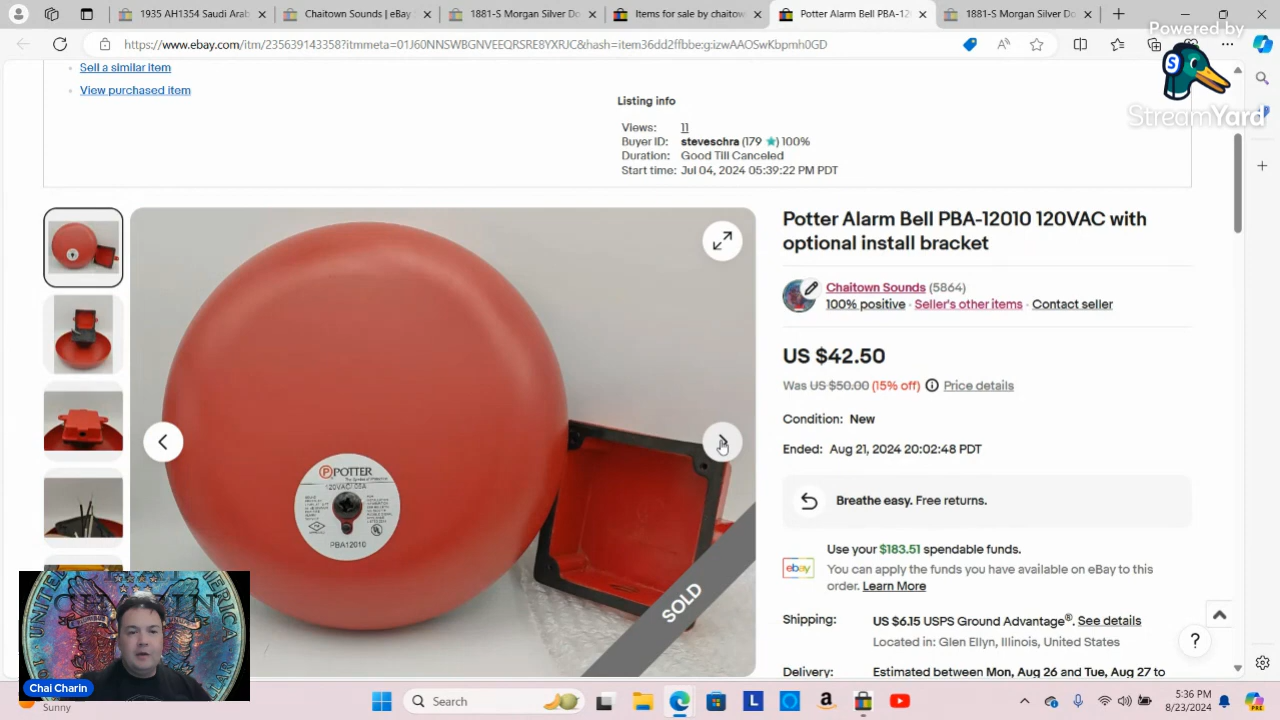 1935 AH1354 Serial Auct
Chaitown Sounds | eBay
1881-S Morgan Silver Do
Items for sale by chaitow
Potter Alarm Bell PBA-12
1881-S Morgan Silver Do
https://www.ebay.com/itm/235639143358?itmmeta=01J60NNSWBGNVEEQRSRE8YXRJC&hash=item36dd2ffbbe:g:izwAAOSwKbpmh0GD
Powered by
StreamYard
Sell a similar item
View purchased item
Listing info
Views: 11
Buyer ID: steveschra (179 ) 100%
Duration: Good Till Canceled
Start time: Jul 04, 2024 05:39:22 PM PDT
Potter Alarm Bell PBA-12010 120VAC with
optional install bracket
Chaitown Sounds (5864)
100% positive · Seller's other items · Contact seller
US $42.50
Was US $50.00 (15% off) Price details
Condition: New
Ended: Aug 21, 2024 20:02:48 PDT
Breathe easy. Free returns.
ebay
Use your $183.51 spendable funds.
You can apply the funds you have available on eBay to this
order. Learn More
Shipping: US $6.15 USPS Ground Advantage®. See details
Located in: Glen Ellyn, Illinois, United States
Delivery: Estimated between Mon, Aug 26 and Tue, Aug 27 to
POTTER
PBA12010
SOLD
Chai Charin
Sunny
Search
5:36 PM
8/23/2024